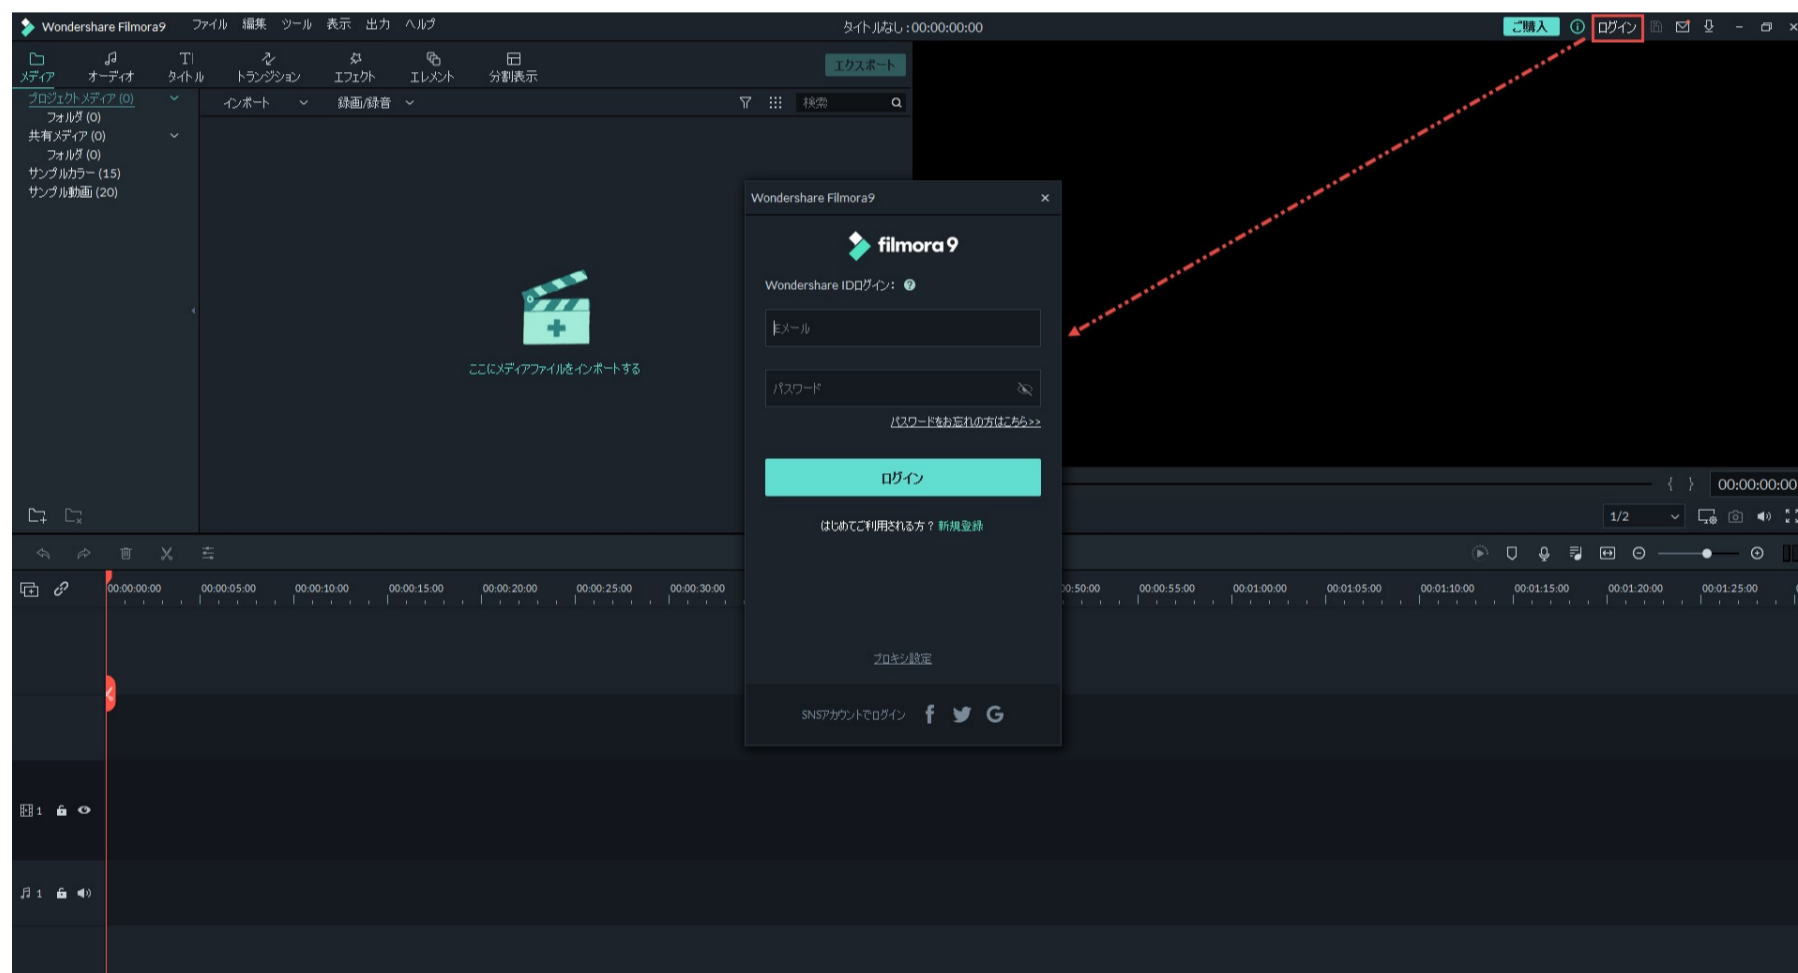 Wondershare Filmora9 ファイル 編集 ツール 表示 出力 ヘルプ タイトルなし : 00:00:00:00 ご購入 ログイン
メディア オーディオ タイトル トランジション エフェクト エレメント 分割表示 エクスポート
プロジェクトメディア (0) インポート 録画/録音 検索
フォルダ (0)
共有メディア (0)
フォルダ (0)
サンプルカラー (15)
サンプル動画 (20)
ここにメディアファイルをインポートする
Wondershare Filmora9
filmora9
Wondershare IDログイン:
Eメール
パスワード
パスワードをお忘れの方はこちら>>
ログイン
はじめてご利用される方? 新規登録
プロキシ設定
SNSアカウントでログイン
{ } 00:00:00:00
1/2
00:00:00:00 00:00:05:00 00:00:10:00 00:00:15:00 00:00:20:00 00:00:25:00 00:00:30:00 00:50:00 00:00:55:00 00:01:00:00 00:01:05:00 00:01:10:00 00:01:15:00 00:01:20:00 00:01:25:00
1
1